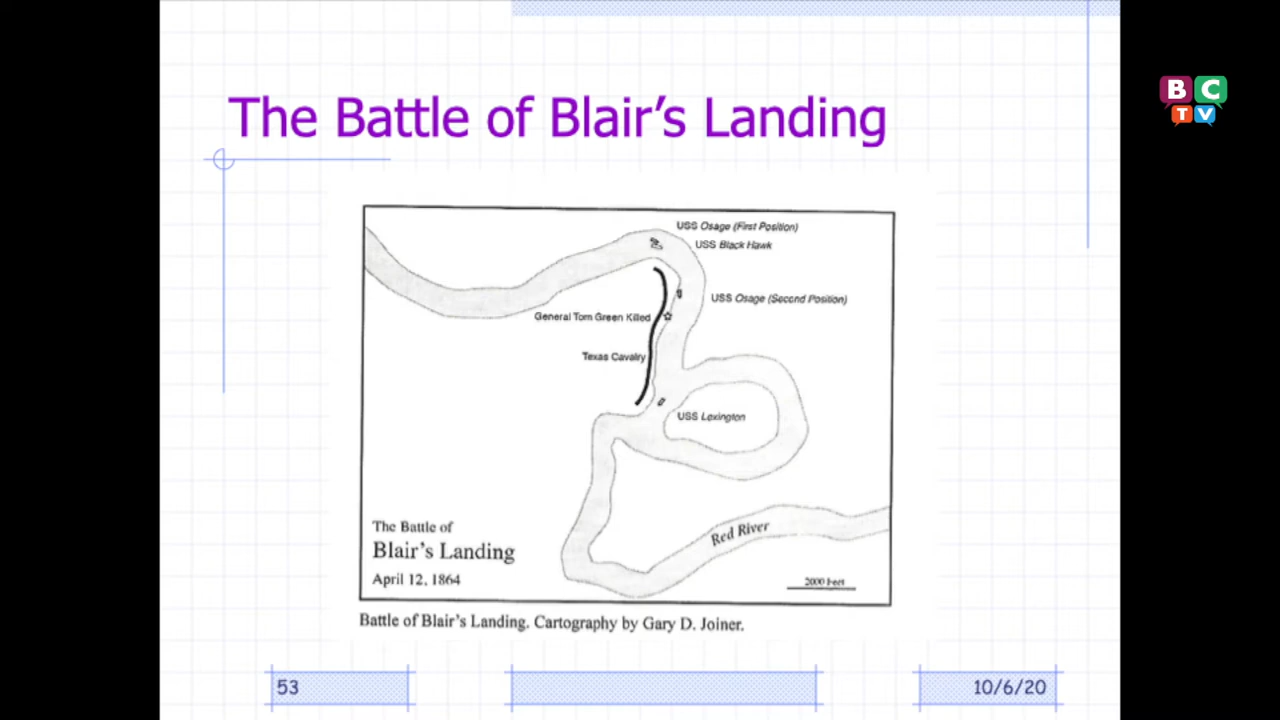 The Battle of Blair's Landing
B C
T V
USS Osage (First Position)
USS Black Hawk
USS Osage (Second Position)
General Tom Green Killed
Texas Cavalry
USS Lexington
Red River
The Battle of
Blair's Landing
April 12, 1864
2000 Feet
Battle of Blair's Landing. Cartography by Gary D. Joiner.
53
10/6/20